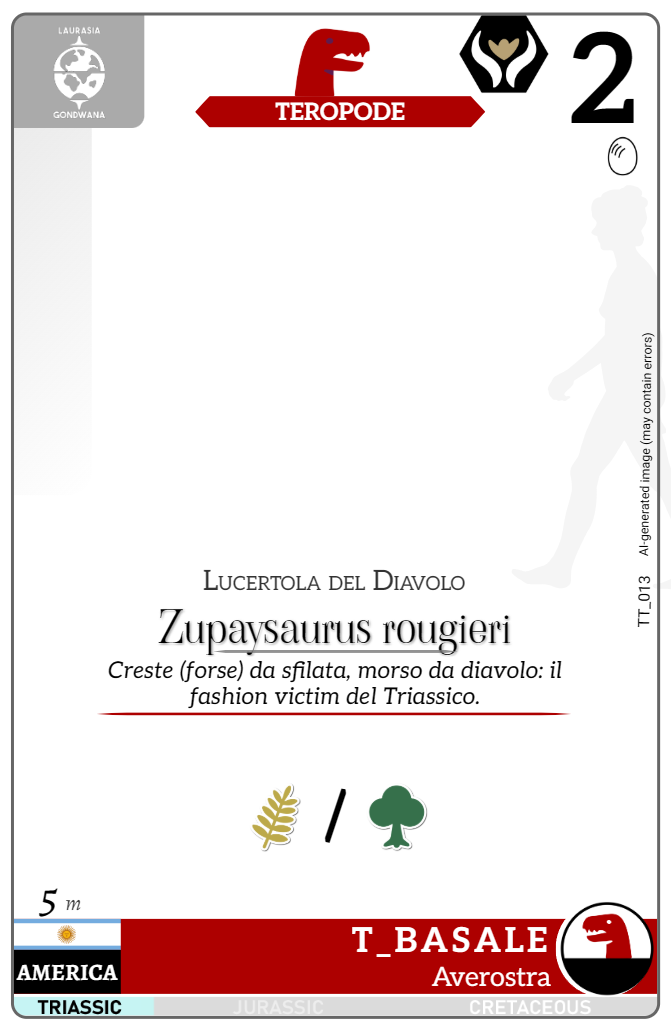 LAURASIA
GONDWANA
TEROPODE
2
AI-generated image (may contain errors)
TT_013
Lucertola del Diavolo
Zupaysaurus rougieri
Creste (forse) da sfilata, morso da diavolo: il
fashion victim del Triassico.
/
5 m
T_BASALE
AMERICA
Averostra
TRIASSIC JURASSIC CRETACEOUS